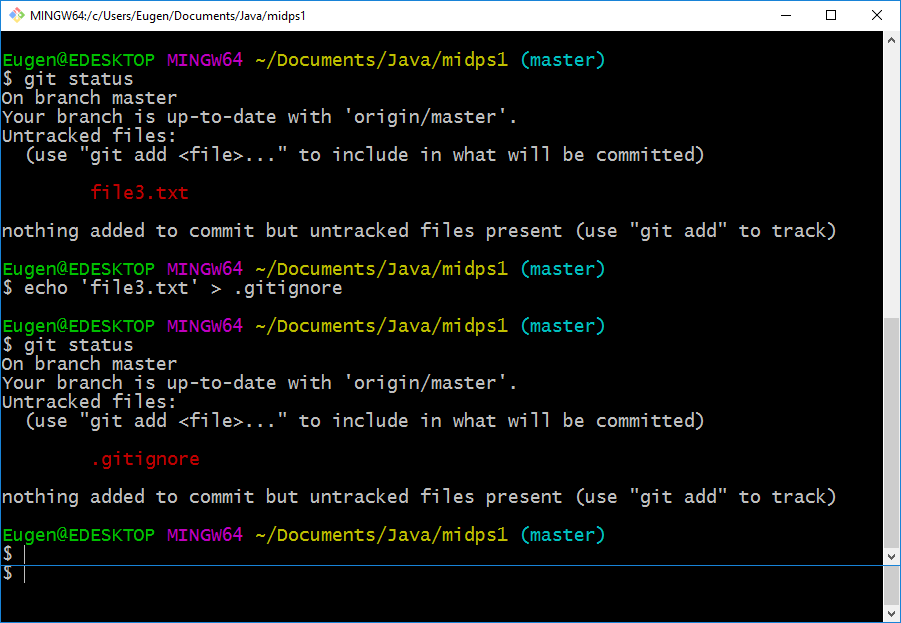 MINGW64:/c/Users/Eugen/Documents/Java/midps1
Eugen@EDESKTOP MINGW64 ~/Documents/Java/midps1 (master)
$ git status
On branch master
Your branch is up-to-date with 'origin/master'.
Untracked files:
  (use "git add <file>..." to include in what will be committed)
        file3.txt
nothing added to commit but untracked files present (use "git add" to track)
Eugen@EDESKTOP MINGW64 ~/Documents/Java/midps1 (master)
$ echo 'file3.txt' > .gitignore
Eugen@EDESKTOP MINGW64 ~/Documents/Java/midps1 (master)
$ git status
On branch master
Your branch is up-to-date with 'origin/master'.
Untracked files:
  (use "git add <file>..." to include in what will be committed)
        .gitignore
nothing added to commit but untracked files present (use "git add" to track)
Eugen@EDESKTOP MINGW64 ~/Documents/Java/midps1 (master)
$
$